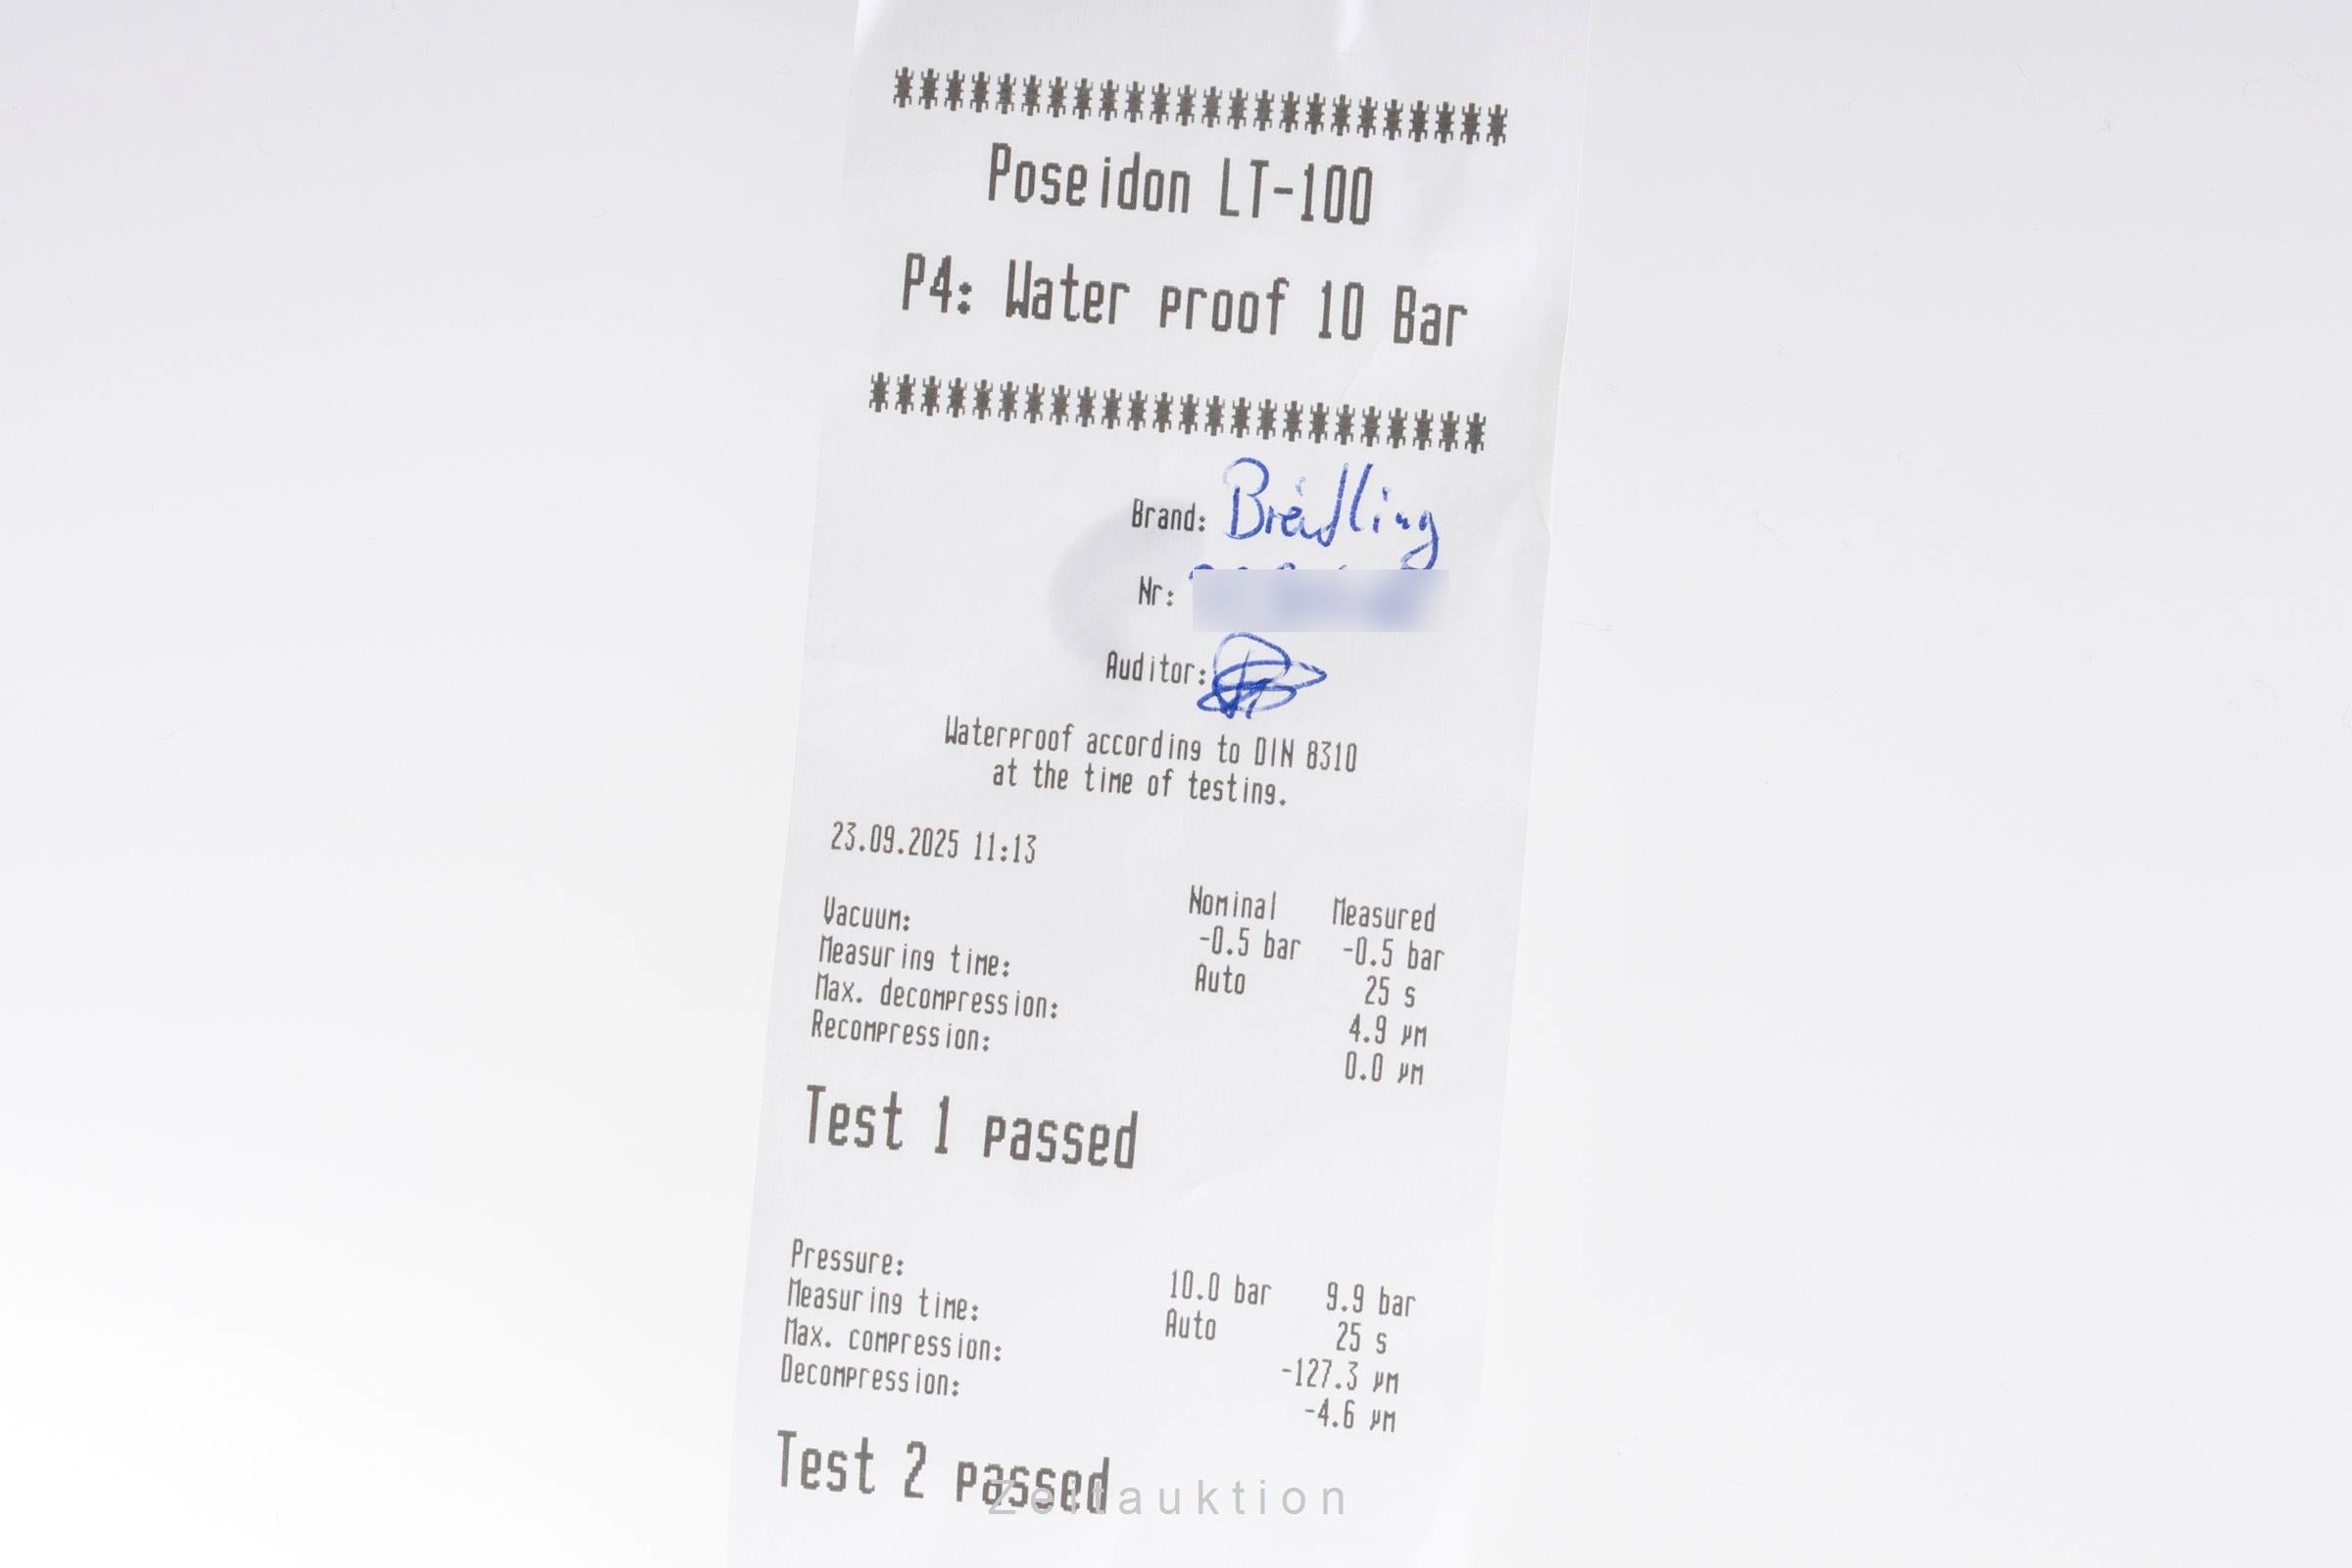 ************************
Poseidon LT-100
P4: Water proof 10 Bar
************************
Brand: Breitling
Nr:
Auditor:
Waterproof according to DIN 8310
at the time of testing.
23.09.2025 11:13
Nominal Measured
Vacuum: -0.5 bar -0.5 bar
Measuring time: Auto 25 s
Max. decompression: 4.9 µm
Recompression: 0.0 µm
Test 1 passed
Pressure: 10.0 bar 9.9 bar
Measuring time: Auto 25 s
Max. compression: -127.3 µm
Decompression: -4.6 µm
Test 2 passed
Zeitauktion